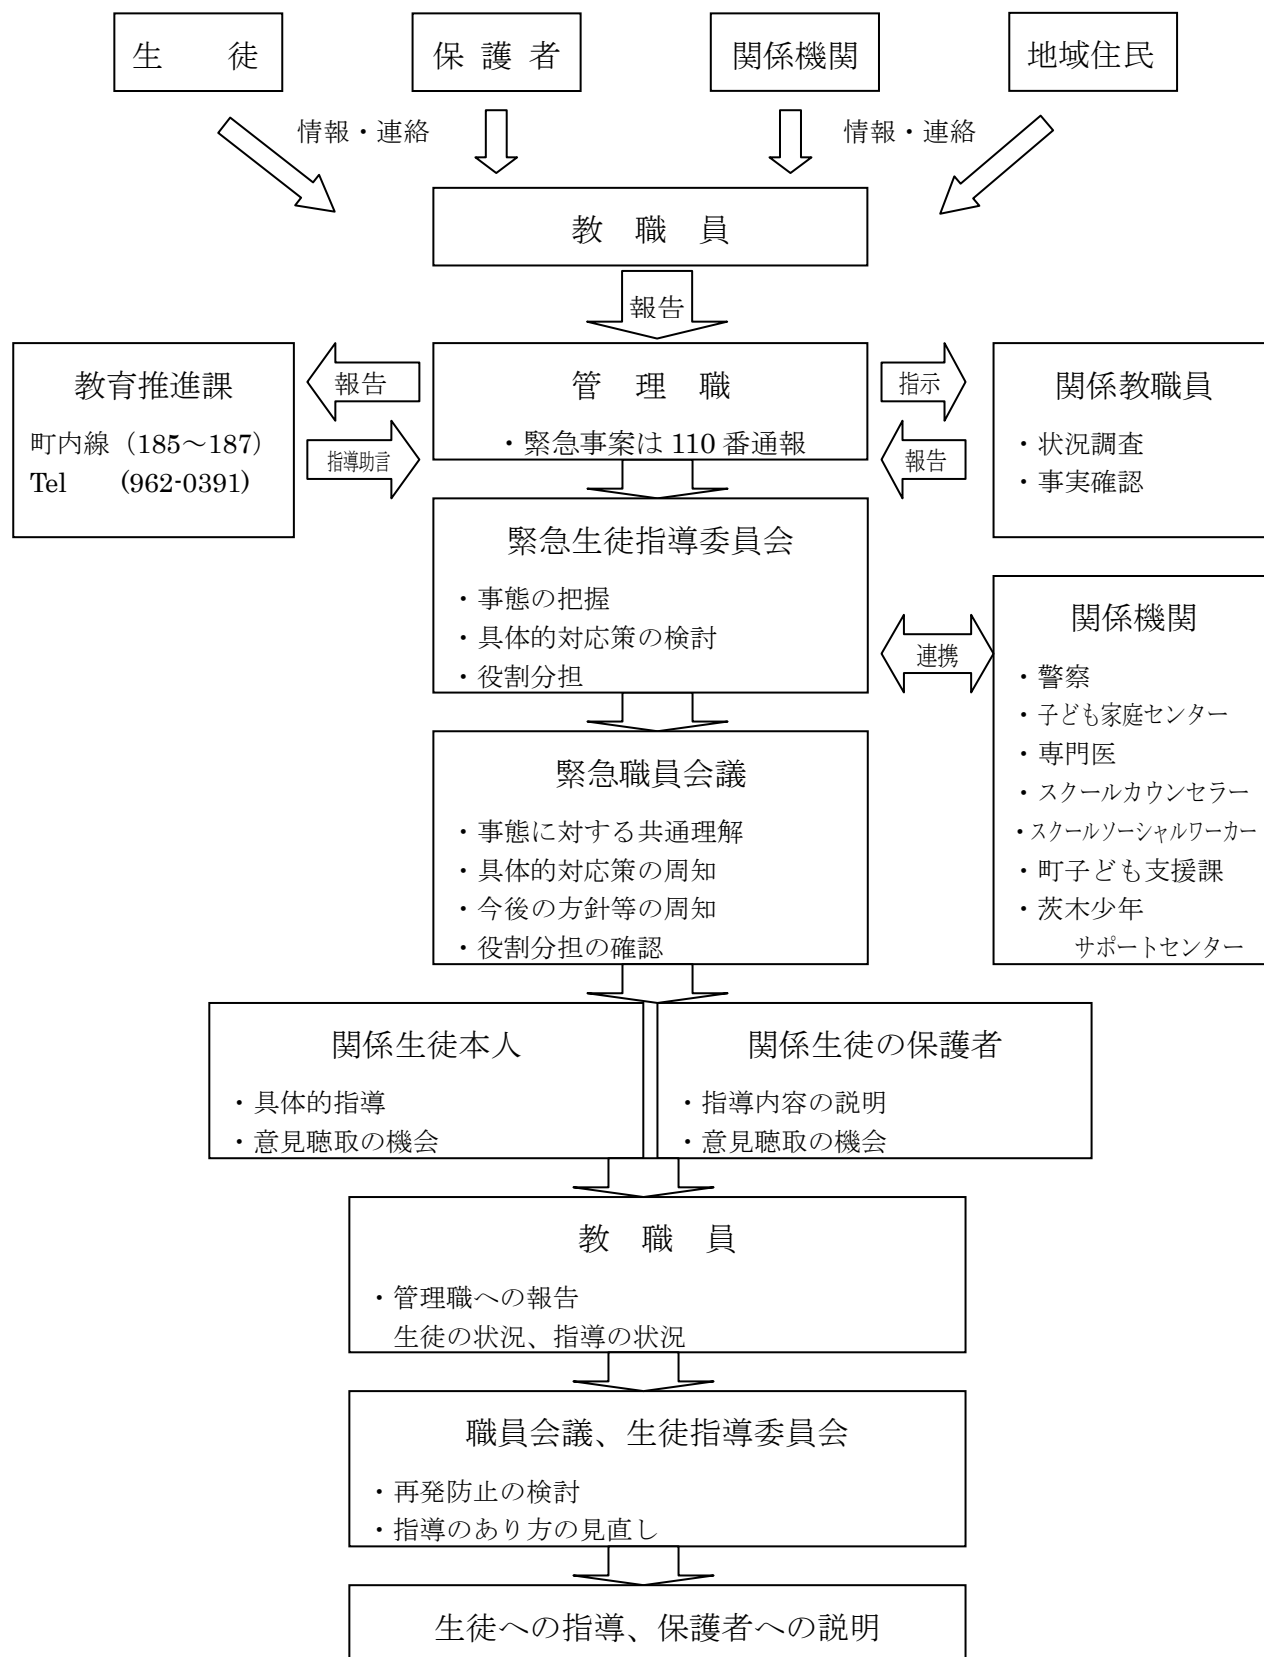 生　　徒
保 護 者
関係機関
地域住民
情報・連絡
情報・連絡
教　職　員
報告
教育推進課
町内線（185～187）
Tel　　(962-0391)
報告
指導助言
管　理　職
・緊急事案は 110 番通報
指示
報告
関係教職員
・状況調査
・事実確認
緊急生徒指導委員会
・事態の把握
・具体的対応策の検討
・役割分担
連携
関係機関
・警察
・子ども家庭センター
・専門医
・スクールカウンセラー
・スクールソーシャルワーカー
・町子ども支援課
・茨木少年
サポートセンター
緊急職員会議
・事態に対する共通理解
・具体的対応策の周知
・今後の方針等の周知
・役割分担の確認
関係生徒本人
・具体的指導
・意見聴取の機会
関係生徒の保護者
・指導内容の説明
・意見聴取の機会
教　職　員
・管理職への報告
生徒の状況、指導の状況
職員会議、生徒指導委員会
・再発防止の検討
・指導のあり方の見直し
生徒への指導、保護者への説明